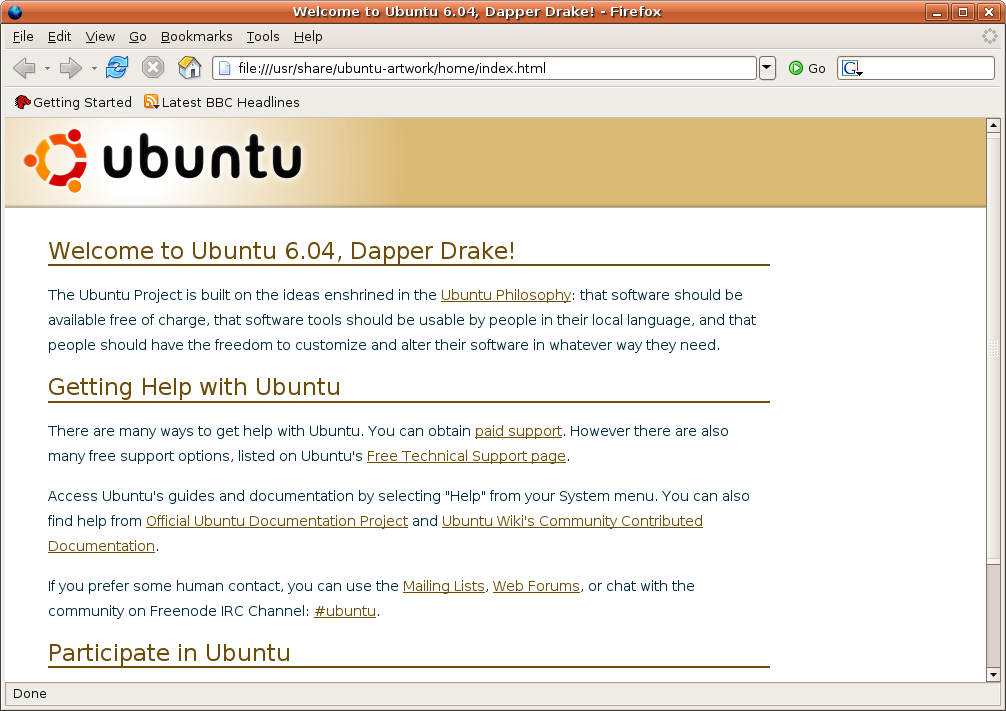 Welcome to Ubuntu 6.04, Dapper Drake! - Firefox
File Edit View Go Bookmarks Tools Help
file:///usr/share/ubuntu-artwork/home/index.html Go G
Getting Started Latest BBC Headlines
ubuntu
Welcome to Ubuntu 6.04, Dapper Drake!
The Ubuntu Project is built on the ideas enshrined in the Ubuntu Philosophy: that software should be
available free of charge, that software tools should be usable by people in their local language, and that
people should have the freedom to customize and alter their software in whatever way they need.
Getting Help with Ubuntu
There are many ways to get help with Ubuntu. You can obtain paid support. However there are also
many free support options, listed on Ubuntu's Free Technical Support page.
Access Ubuntu's guides and documentation by selecting "Help" from your System menu. You can also
find help from Official Ubuntu Documentation Project and Ubuntu Wiki's Community Contributed
Documentation.
If you prefer some human contact, you can use the Mailing Lists, Web Forums, or chat with the
community on Freenode IRC Channel: #ubuntu.
Participate in Ubuntu
Done